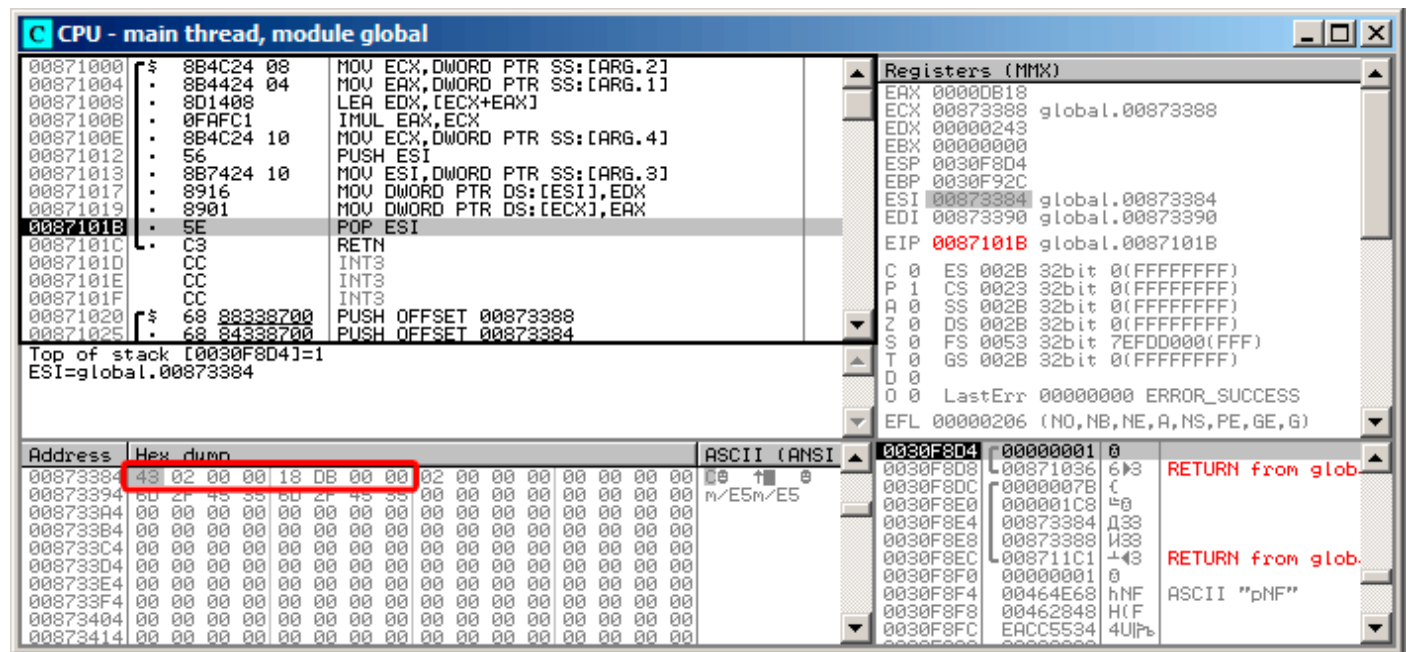 CPU - main thread, module global
00871000 $ 8B4C24 08 MOV ECX,DWORD PTR SS:[ARG.2]
00871004 . 8B4424 04 MOV EAX,DWORD PTR SS:[ARG.1]
00871008 . 8D1408 LEA EDX,[ECX+EAX]
0087100B . 0FAFC1 IMUL EAX,ECX
0087100E . 8B4C24 10 MOV ECX,DWORD PTR SS:[ARG.4]
00871012 . 56 PUSH ESI
00871013 . 8B7424 10 MOV ESI,DWORD PTR SS:[ARG.3]
00871017 . 8916 MOV DWORD PTR DS:[ESI],EDX
00871019 . 8901 MOV DWORD PTR DS:[ECX],EAX
0087101B . 5E POP ESI
0087101C . C3 RETN
0087101D CC INT3
0087101E CC INT3
0087101F CC INT3
00871020 $ 68 88338700 PUSH OFFSET 00873388
00871025 . 68 84338700 PUSH OFFSET 00873384
Top of stack [0030F8D4]=1
ESI=global.00873384
Registers (MMX)
EAX 0000DB18
ECX 00873388 global.00873388
EDX 00000243
EBX 00000000
ESP 0030F8D4
EBP 0030F92C
ESI 00873384 global.00873384
EDI 00873390 global.00873390
EIP 0087101B global.0087101B
C 0 ES 002B 32bit 0(FFFFFFFF)
P 1 CS 0023 32bit 0(FFFFFFFF)
A 0 SS 002B 32bit 0(FFFFFFFF)
Z 0 DS 002B 32bit 0(FFFFFFFF)
S 0 FS 0053 32bit 7EFDD000(FFF)
T 0 GS 002B 32bit 0(FFFFFFFF)
D 0
O 0 LastErr 00000000 ERROR_SUCCESS
EFL 00000206 (NO,NB,NE,A,NS,PE,GE,G)
Address Hex dump ASCII (ANSI
00873384 43 02 00 00 18 DB 00 00 02 00 00 00 00 00 00 00
00873394 6D 2F 45 35 6D 2F 45 35 00 00 00 00 00 00 00 00 m/E5m/E5
008733A4 00 00 00 00 00 00 00 00 00 00 00 00 00 00 00 00
008733B4 00 00 00 00 00 00 00 00 00 00 00 00 00 00 00 00
008733C4 00 00 00 00 00 00 00 00 00 00 00 00 00 00 00 00
008733D4 00 00 00 00 00 00 00 00 00 00 00 00 00 00 00 00
008733E4 00 00 00 00 00 00 00 00 00 00 00 00 00 00 00 00
008733F4 00 00 00 00 00 00 00 00 00 00 00 00 00 00 00 00
00873404 00 00 00 00 00 00 00 00 00 00 00 00 00 00 00 00
00873414 00 00 00 00 00 00 00 00 00 00 00 00 00 00 00 00
0030F8D4 00000001
0030F8D8 00871036 6►3 RETURN from glob
0030F8DC 0000007B {
0030F8E0 000001C8
0030F8E4 00873384 Д33
0030F8E8 00873388 И33
0030F8EC 008711C1 ┴◄3 RETURN from glob.
0030F8F0 00000001
0030F8F4 00464E68 hNF ASCII "pNF"
0030F8F8 00462848 H(F
0030F8FC EACC5534 4U